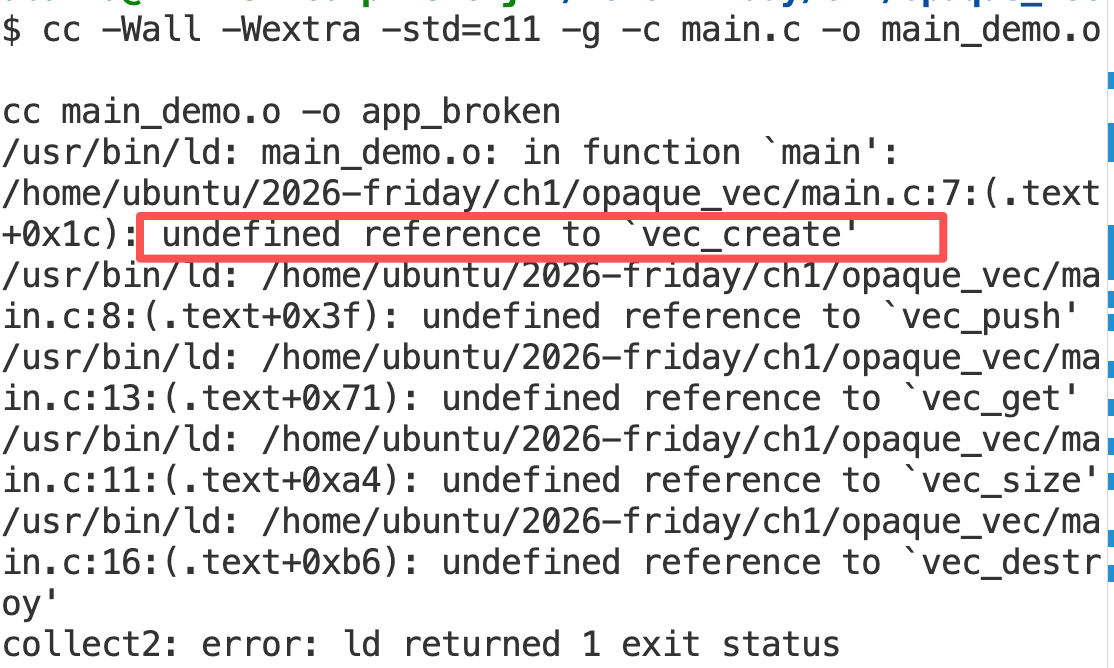 $ cc -Wall -Wextra -std=c11 -g -c main.c -o main_demo.o
cc main_demo.o -o app_broken
/usr/bin/ld: main_demo.o: in function `main':
/home/ubuntu/2026-friday/ch1/opaque_vec/main.c:7:(.text
+0x1c): undefined reference to `vec_create'
/usr/bin/ld: /home/ubuntu/2026-friday/ch1/opaque_vec/ma
in.c:8:(.text+0x3f): undefined reference to `vec_push'
/usr/bin/ld: /home/ubuntu/2026-friday/ch1/opaque_vec/ma
in.c:13:(.text+0x71): undefined reference to `vec_get'
/usr/bin/ld: /home/ubuntu/2026-friday/ch1/opaque_vec/ma
in.c:11:(.text+0xa4): undefined reference to `vec_size'
/usr/bin/ld: /home/ubuntu/2026-friday/ch1/opaque_vec/ma
in.c:16:(.text+0xb6): undefined reference to `vec_destr
oy'
collect2: error: ld returned 1 exit status